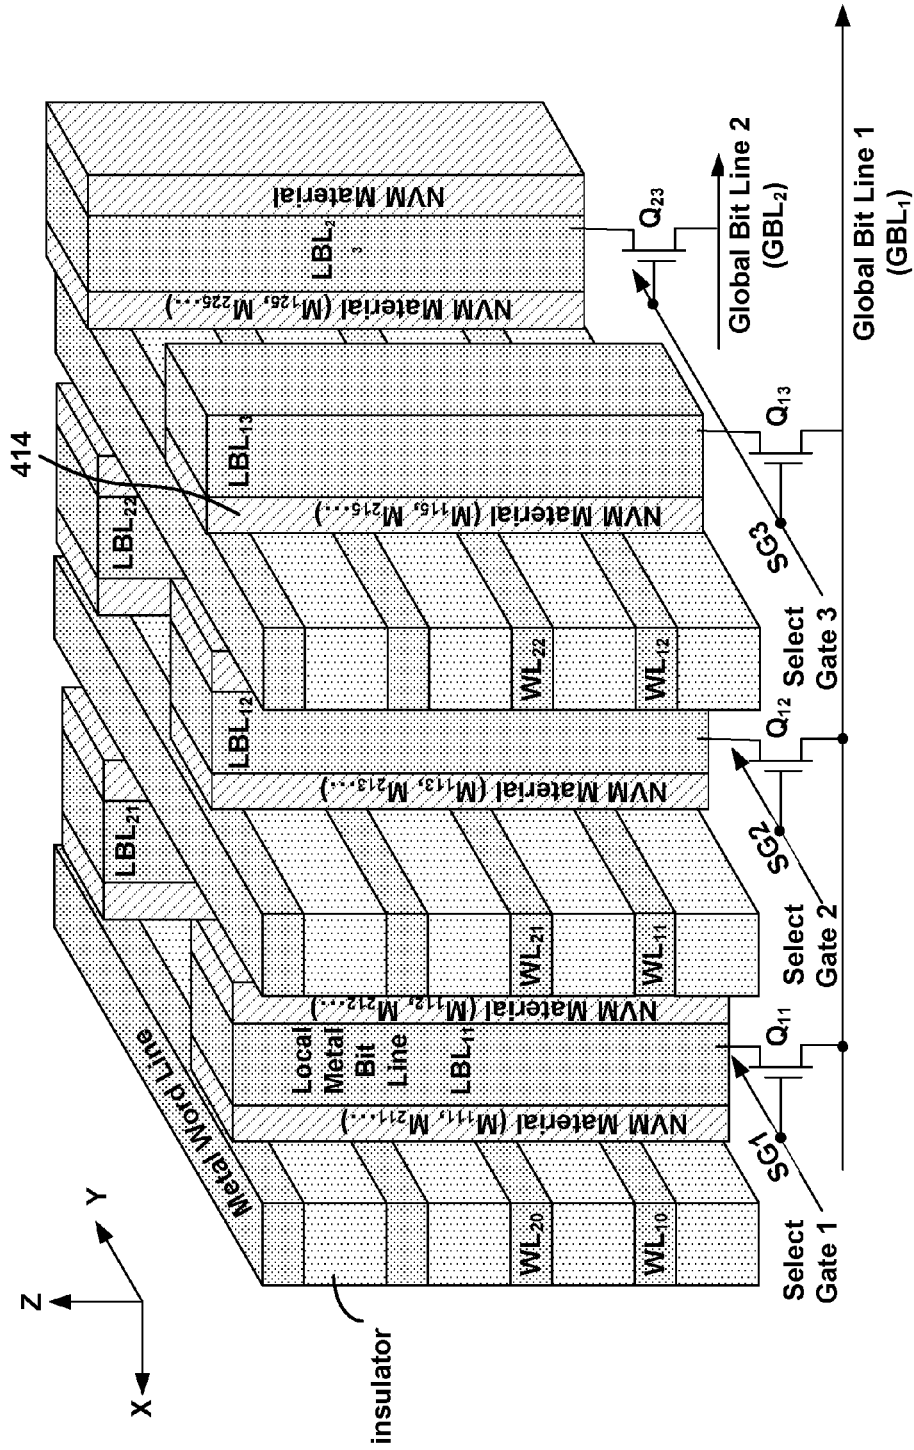 Z
Y
X
insulator
Metal Word Line
LBL₂₁
LBL₂₂
414
NVM Material (M₁₁₁, M₂₁₁...)
Local
Metal
Bit
Line
LBL₁₁
NVM Material (M₁₁₂, M₂₁₂...)
LBL₁₂
NVM Material (M₁₁₃, M₂₁₃...)
LBL₁₃
NVM Material (M₁₁₅, M₂₁₅...)
NVM Material (M₁₂₅, M₂₂₅...
LBL₂
₃
NVM Material
WL₂₀
WL₁₀
WL₂₁
WL₁₁
WL₂₂
WL₁₂
Q₁₁
Q₁₂
Q₁₃
Q₂₃
SG1
SG2
SG3
Select
Gate 1
Select
Gate 2
Select
Gate 3
Global Bit Line 2
(GBL₂)
Global Bit Line 1
(GBL₁)